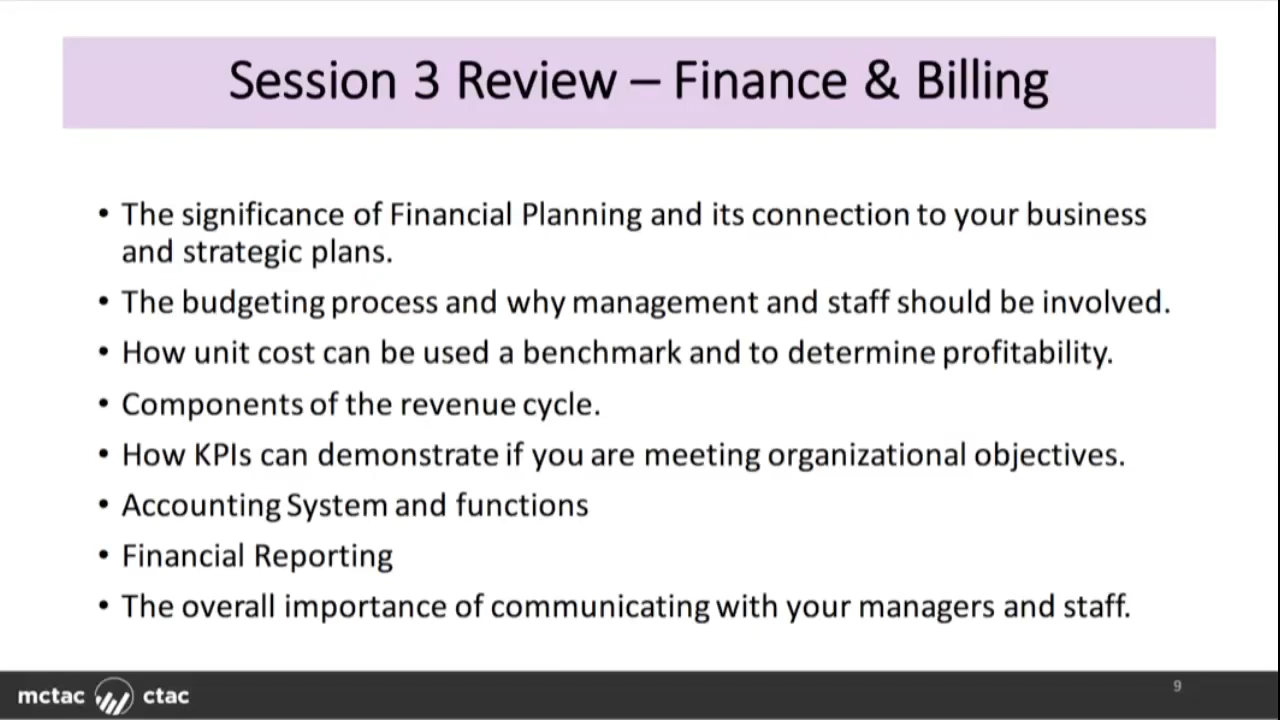 Session 3 Review – Finance & Billing
• The significance of Financial Planning and its connection to your business
and strategic plans.
• The budgeting process and why management and staff should be involved.
• How unit cost can be used a benchmark and to determine profitability.
• Components of the revenue cycle.
• How KPIs can demonstrate if you are meeting organizational objectives.
• Accounting System and functions
• Financial Reporting
• The overall importance of communicating with your managers and staff.
mctac ctac
9